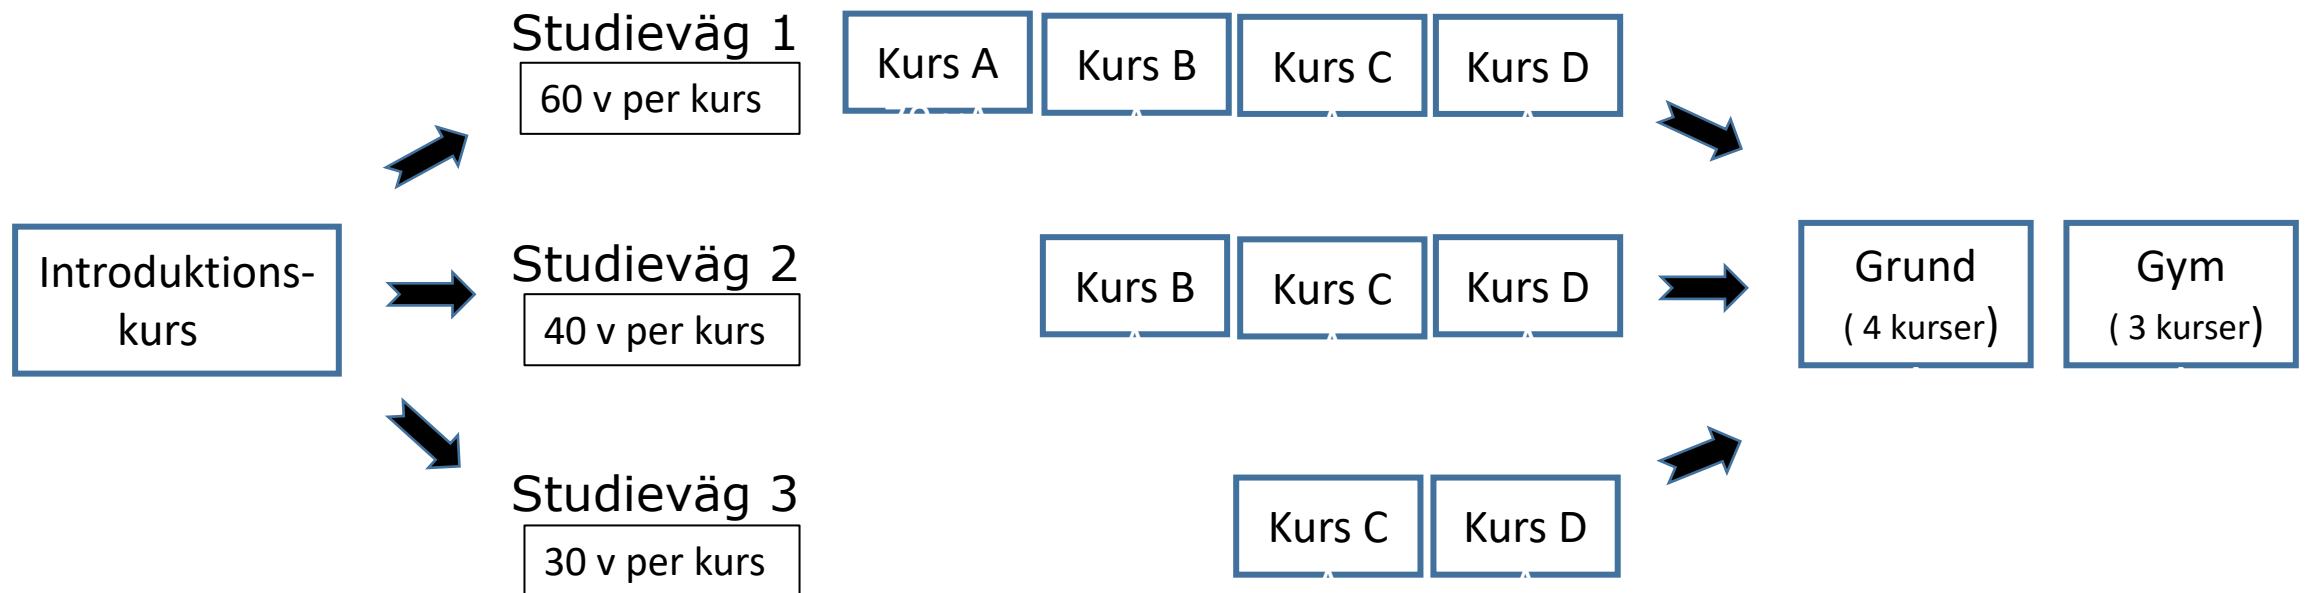 Studieväg 1
60 v per kurs
Kurs A
Kurs B
Kurs C
Kurs D
Introduktions-
kurs
Studieväg 2
40 v per kurs
Kurs B
Kurs C
Kurs D
Grund
( 4 kurser)
Gym
( 3 kurser)
Studieväg 3
30 v per kurs
Kurs C
Kurs D